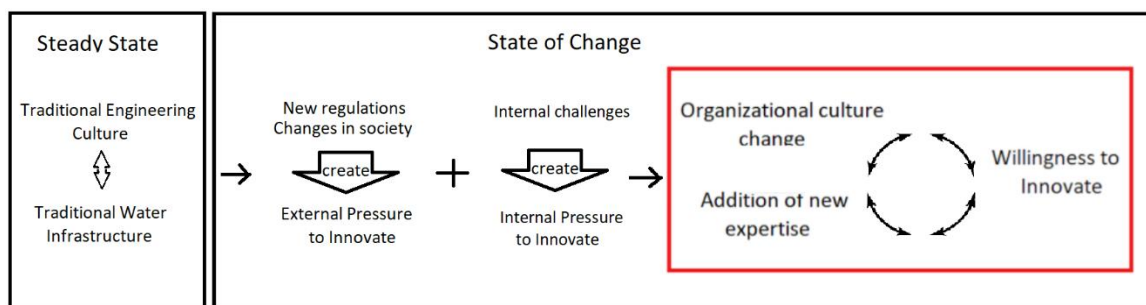 Steady State
Traditional Engineering
Culture
Traditional Water
Infrastructure
State of Change
New regulations
Changes in society
create
External Pressure
to Innovate
+
Internal challenges
create
Internal Pressure
to Innovate
Organizational culture
change
Addition of new
expertise
Willingness to
Innovate